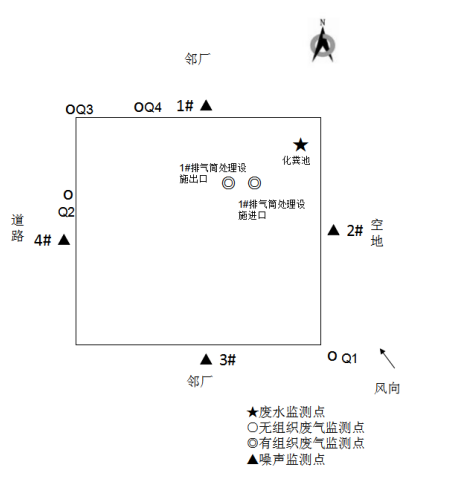 N
邻厂
Q3
Q4
1#
化粪池
1#排气筒处理设
施出口
1#排气筒处理设
施进口
Q2
道
路
4#
2#
空
地
3#
邻厂
Q1
风向
★废水监测点
○无组织废气监测点
◎有组织废气监测点
▲噪声监测点